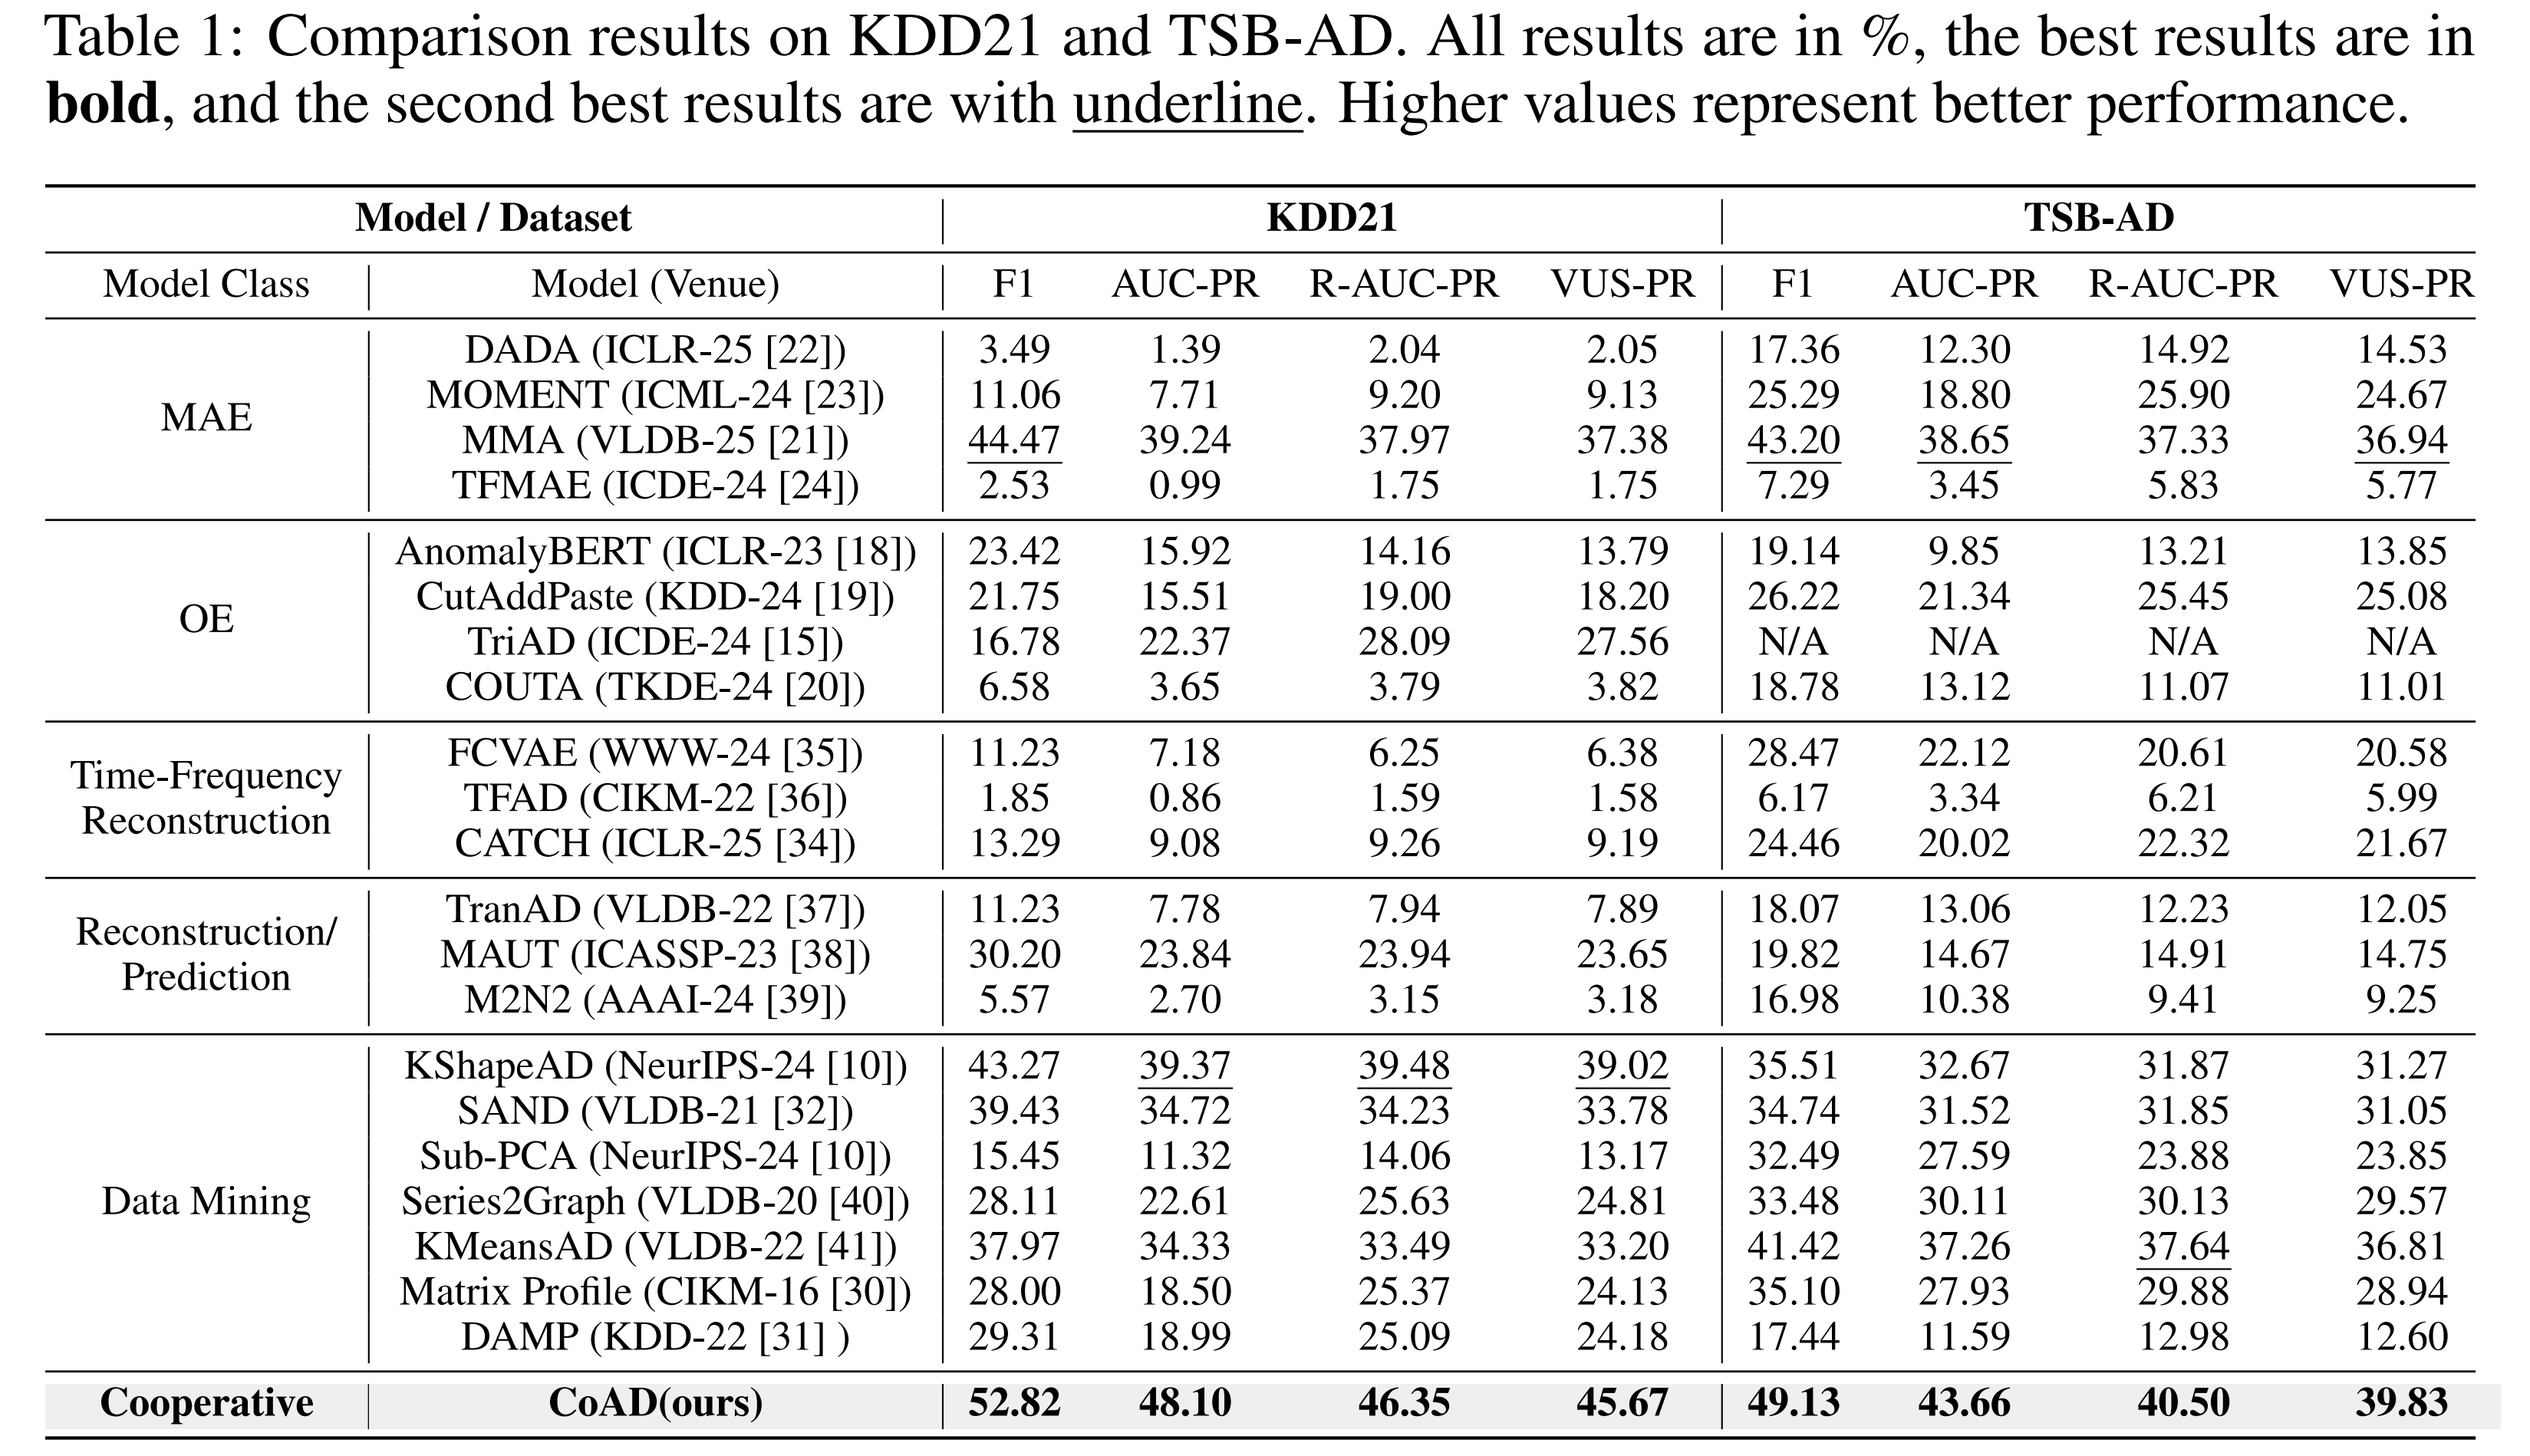 Table 1: Comparison results on KDD21 and TSB-AD. All results are in %, the best results are in
bold, and the second best results are with underline. Higher values represent better performance.
Model / Dataset KDD21 TSB-AD
Model Class Model (Venue) F1 AUC-PR R-AUC-PR VUS-PR F1 AUC-PR R-AUC-PR VUS-PR
MAE
DADA (ICLR-25 [22]) 3.49 1.39 2.04 2.05 17.36 12.30 14.92 14.53
MOMENT (ICML-24 [23]) 11.06 7.71 9.20 9.13 25.29 18.80 25.90 24.67
MMA (VLDB-25 [21]) 44.47 39.24 37.97 37.38 43.20 38.65 37.33 36.94
TFMAE (ICDE-24 [24]) 2.53 0.99 1.75 1.75 7.29 3.45 5.83 5.77
OE
AnomalyBERT (ICLR-23 [18]) 23.42 15.92 14.16 13.79 19.14 9.85 13.21 13.85
CutAddPaste (KDD-24 [19]) 21.75 15.51 19.00 18.20 26.22 21.34 25.45 25.08
TriAD (ICDE-24 [15]) 16.78 22.37 28.09 27.56 N/A N/A N/A N/A
COUTA (TKDE-24 [20]) 6.58 3.65 3.79 3.82 18.78 13.12 11.07 11.01
Time-Frequency
Reconstruction
FCVAE (WWW-24 [35]) 11.23 7.18 6.25 6.38 28.47 22.12 20.61 20.58
TFAD (CIKM-22 [36]) 1.85 0.86 1.59 1.58 6.17 3.34 6.21 5.99
CATCH (ICLR-25 [34]) 13.29 9.08 9.26 9.19 24.46 20.02 22.32 21.67
Reconstruction/
Prediction
TranAD (VLDB-22 [37]) 11.23 7.78 7.94 7.89 18.07 13.06 12.23 12.05
MAUT (ICASSP-23 [38]) 30.20 23.84 23.94 23.65 19.82 14.67 14.91 14.75
M2N2 (AAAI-24 [39]) 5.57 2.70 3.15 3.18 16.98 10.38 9.41 9.25
Data Mining
KShapeAD (NeurIPS-24 [10]) 43.27 39.37 39.48 39.02 35.51 32.67 31.87 31.27
SAND (VLDB-21 [32]) 39.43 34.72 34.23 33.78 34.74 31.52 31.85 31.05
Sub-PCA (NeurIPS-24 [10]) 15.45 11.32 14.06 13.17 32.49 27.59 23.88 23.85
Series2Graph (VLDB-20 [40]) 28.11 22.61 25.63 24.81 33.48 30.11 30.13 29.57
KMeansAD (VLDB-22 [41]) 37.97 34.33 33.49 33.20 41.42 37.26 37.64 36.81
Matrix Profile (CIKM-16 [30]) 28.00 18.50 25.37 24.13 35.10 27.93 29.88 28.94
DAMP (KDD-22 [31] ) 29.31 18.99 25.09 24.18 17.44 11.59 12.98 12.60
Cooperative CoAD(ours) 52.82 48.10 46.35 45.67 49.13 43.66 40.50 39.83